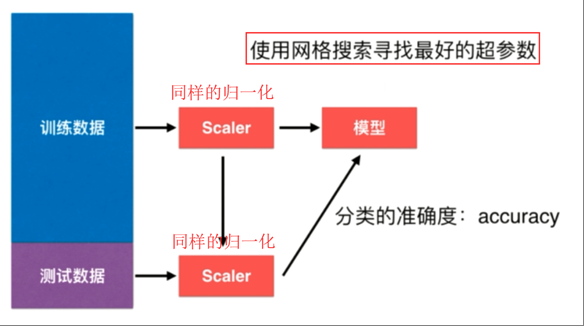 使用网格搜索寻找最好的超参数
同样的归一化
训练数据
Scaler
模型
分类的准确度：accuracy
同样的归一化
测试数据
Scaler